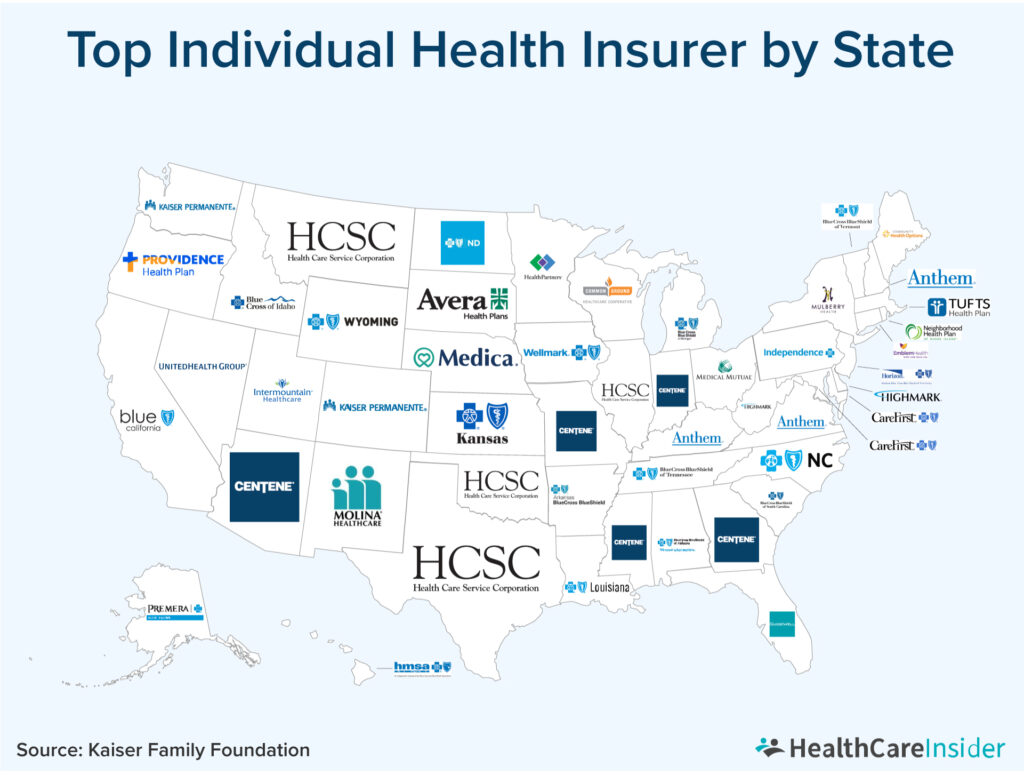 Top Individual Health Insurer by State
KAISER PERMANENTE®
PROVIDENCE
Health Plan
HCSC
Health Care Service Corporation
ND
HealthPartners
COMMON GROUND
HEALTHCARE COOPERATIVE
BlueCross BlueShield
of Vermont
COMMUNITY
Health Options
Anthem
TUFTS
Health Plan
Neighborhood
Health Plan
EmblemHealth
Horizon
HIGHMARK
CareFirst
CareFirst
MULBERRY
HEALTH
Blue
Cross of Idaho
WYOMING
Avera
Health Plans
Medica®
Wellmark
Blue Cross
Blue Shield
Independence
UNITEDHEALTH GROUP
Intermountain
Healthcare
KAISER PERMANENTE®
Kansas
HCSC
Health Care Service Corporation
CENTENE
MEDICAL MUTUAL
HIGHMARK
blue
california
CENTENE
Anthem
Anthem
CENTENE
MOLINA®
HEALTHCARE
HCSC
Health Care Service Corporation
Arkansas
BlueCross BlueShield
BlueCross BlueShield
of Tennessee
NC
BlueCross BlueShield
of South Carolina
CENTENE
CENTENE
HCSC
Health Care Service Corporation
Louisiana
PREMERA
hmsa
Source: Kaiser Family Foundation
HealthCareInsider